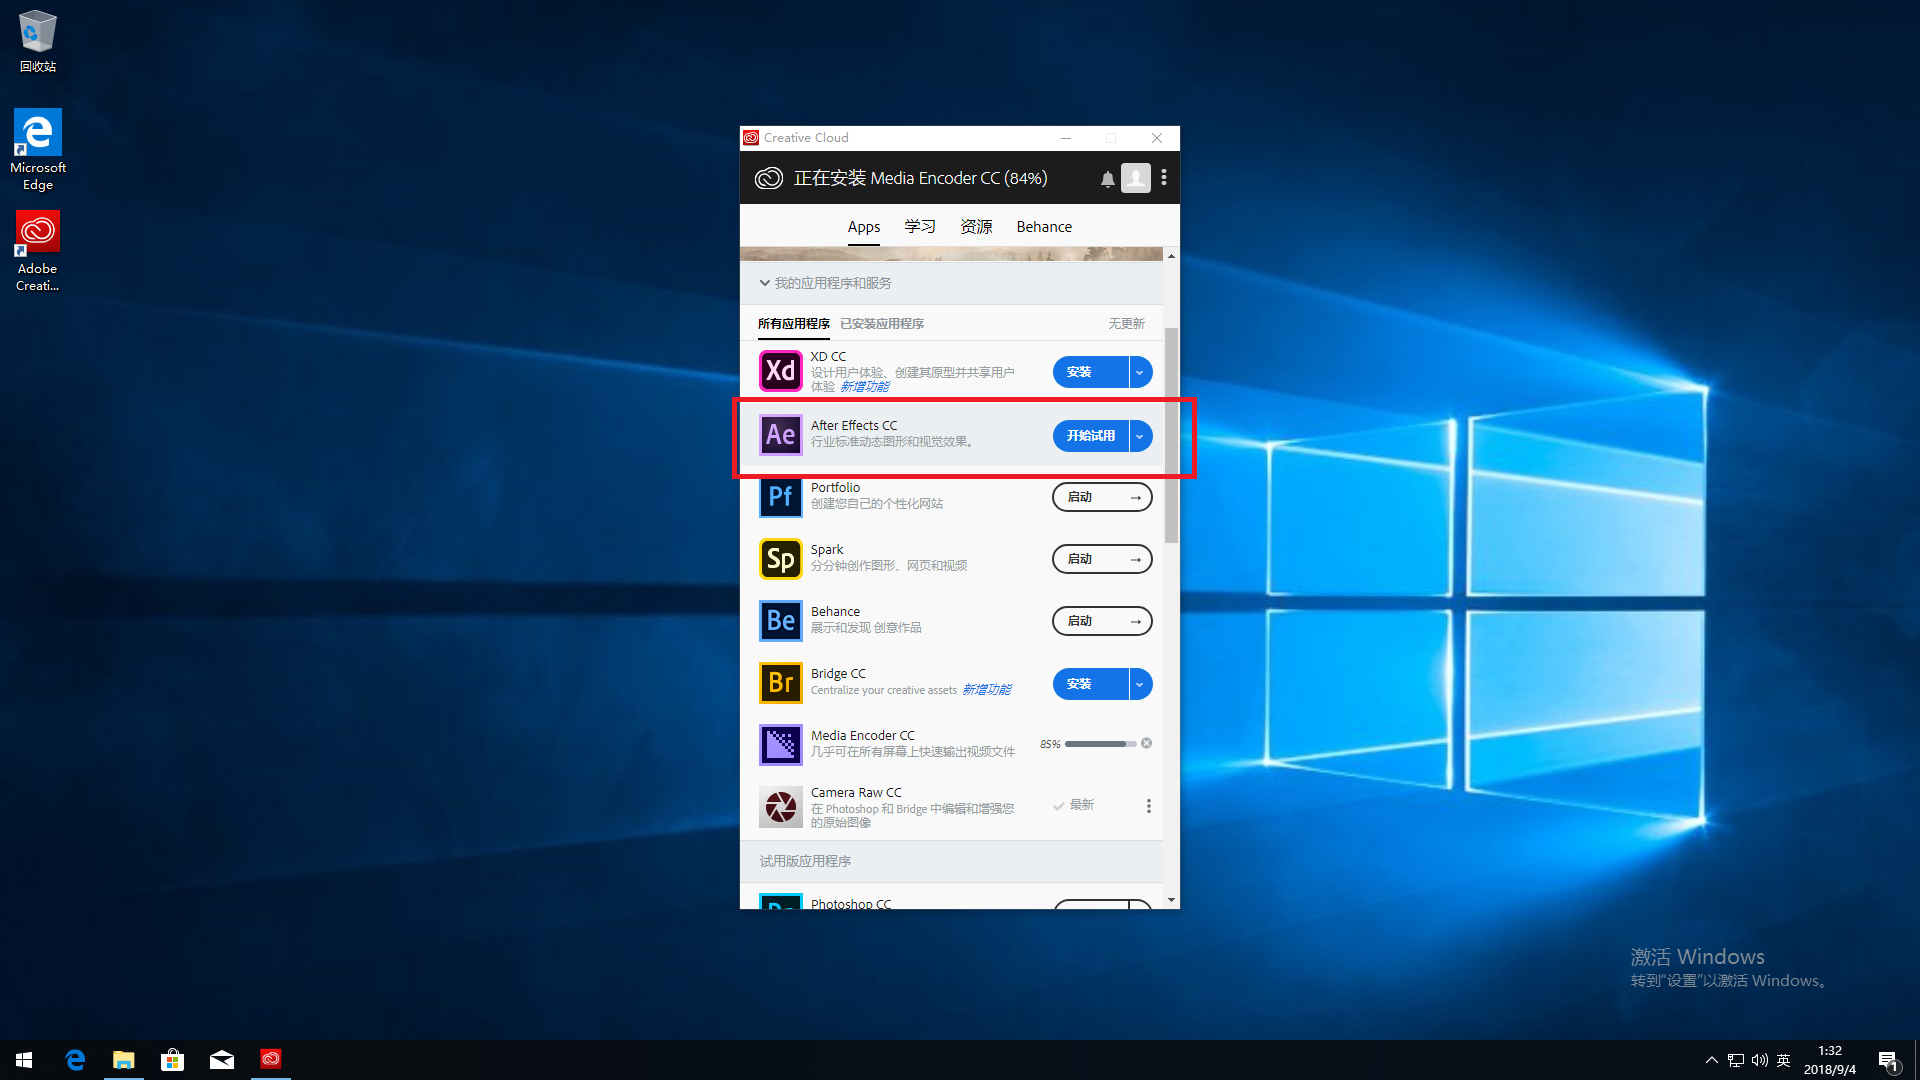 回收站
Microsoft
Edge
Adobe
Creati...
Creative Cloud
正在安装 Media Encoder CC (84%)
Apps 学习 资源 Behance
我的应用程序和服务
所有应用程序 已安装应用程序 无更新
Xd
XD CC
设计用户体验、创建其原型并共享用户
体验 新增功能
安装
Ae
After Effects CC
行业标准动态图形和视觉效果。
开始试用
Pf
Portfolio
创建您自己的个性化网站
启动
Sp
Spark
分分钟创作图形、网页和视频
启动
Be
Behance
展示和发现 创意作品
启动
Br
Bridge CC
Centralize your creative assets 新增功能
安装
Media Encoder CC
几乎可在所有屏幕上快速输出视频文件
85%
Camera Raw CC
在 Photoshop 和 Bridge 中编辑和增强您
的原始图像
最新
试用版应用程序
Photoshop CC
激活 Windows
转到“设置”以激活 Windows。
英
1:32
2018/9/4
1